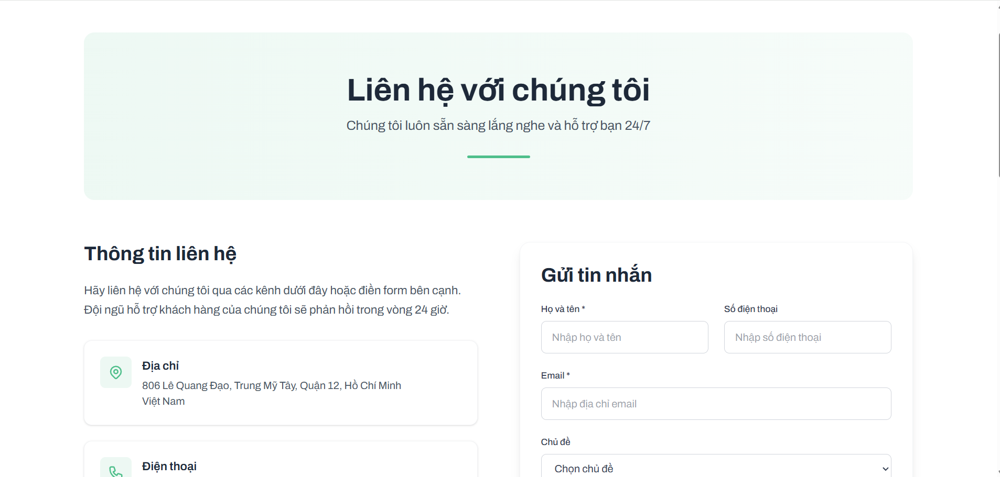 Liên hệ với chúng tôi
Chúng tôi luôn sẵn sàng lắng nghe và hỗ trợ bạn 24/7
Thông tin liên hệ
Hãy liên hệ với chúng tôi qua các kênh dưới đây hoặc điền form bên cạnh.
Đội ngũ hỗ trợ khách hàng của chúng tôi sẽ phản hồi trong vòng 24 giờ.
Địa chỉ
806 Lê Quang Đạo, Trung Mỹ Tây, Quận 12, Hồ Chí Minh
Việt Nam
Điện thoại
Gửi tin nhắn
Họ và tên *
Nhập họ và tên
Số điện thoại
Nhập số điện thoại
Email *
Nhập địa chỉ email
Chủ đề
Chọn chủ đề